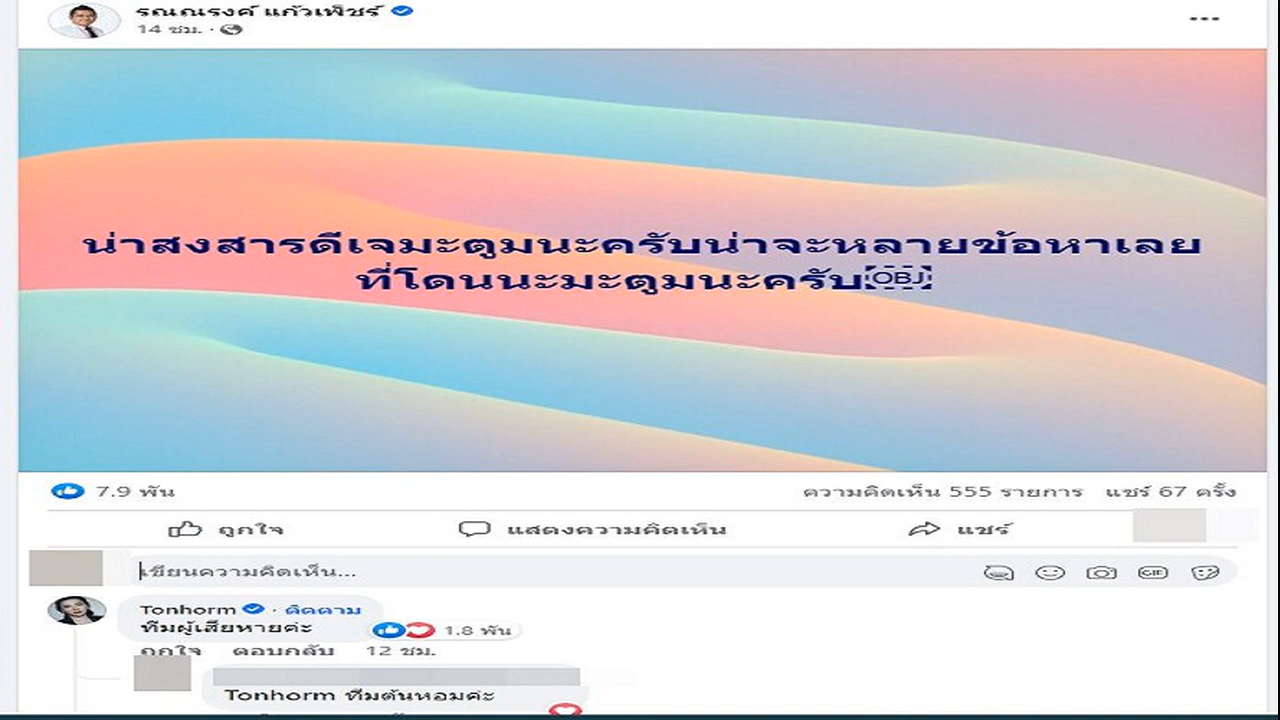 รณณรงค์ แก้วเพ็ชร์
14 ชม. ·
น่าสงสารดีเจมะตูมนะครับน่าจะหลายข้อหาเลย
ที่โดนนะมะตูมนะครับOBJ
7.9 พัน
ความคิดเห็น 555 รายการ แชร์ 67 ครั้ง
ถูกใจ แสดงความคิดเห็น แชร์
เขียนความคิดเห็น...
GIF
Tonhorm · ติดตาม
ทีมผู้เสียหายค่ะ
1.8 พัน
ถูกใจ ตอบกลับ 12 ชม.
Tonhorm ทีมต้นหอมค่ะ